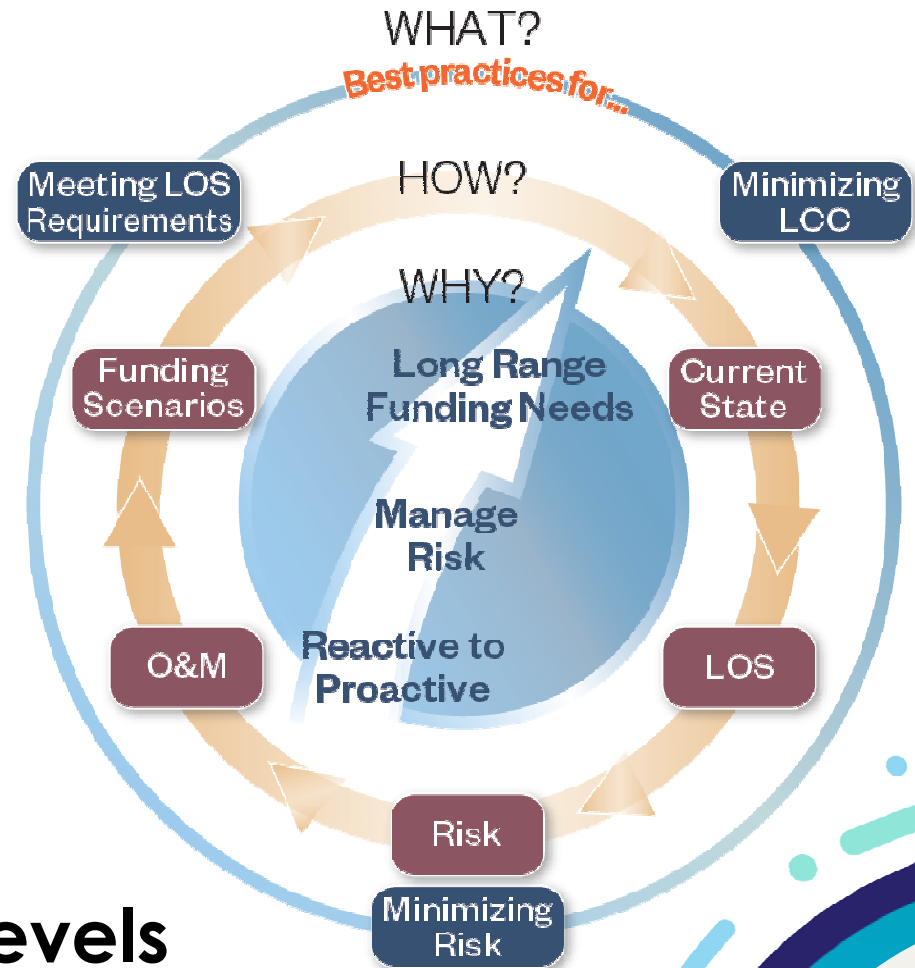 WHAT?
Best practices for...
Meeting LOS
Requirements
HOW?
Minimizing
LCC
WHY?
Funding
Scenarios
Long Range
Funding Needs
Current
State
Manage
Risk
O&M
Reactive to
Proactive
LOS
Risk
Minimizing
Risk
evels